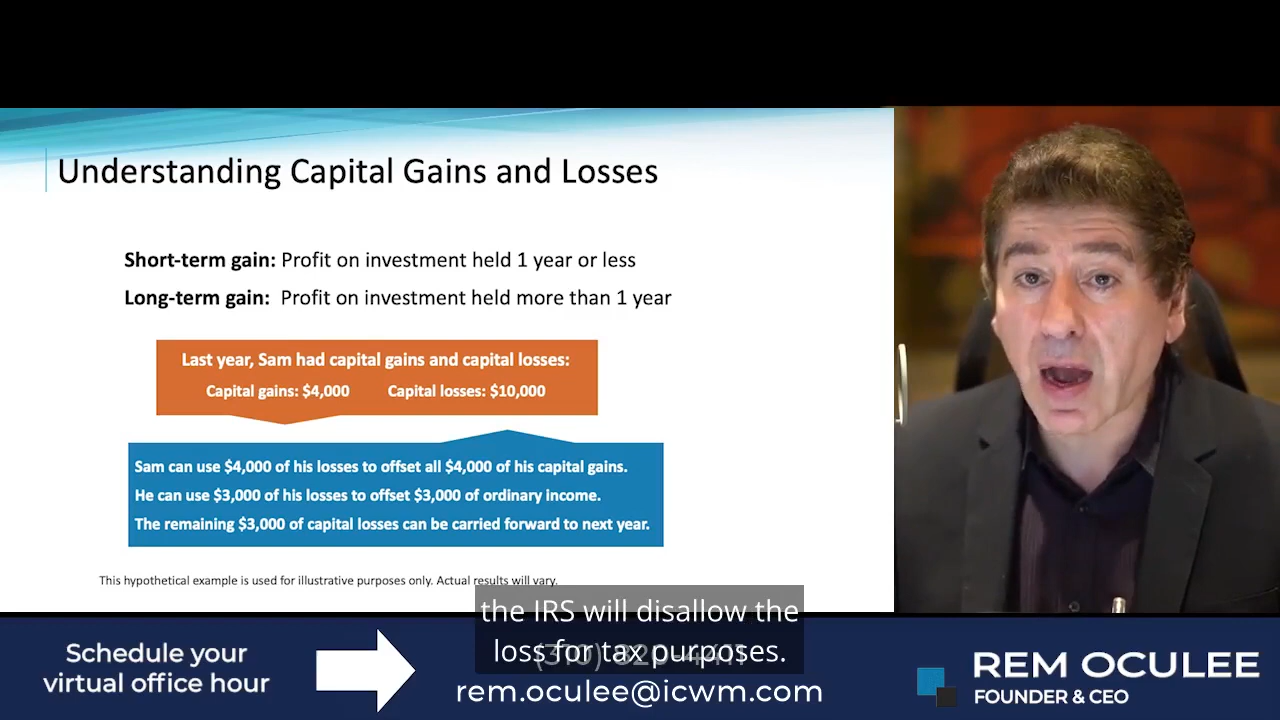 Understanding Capital Gains and Losses
Short-term gain: Profit on investment held 1 year or less
Long-term gain: Profit on investment held more than 1 year
Last year, Sam had capital gains and capital losses:
Capital gains: $4,000 Capital losses: $10,000
Sam can use $4,000 of his losses to offset all $4,000 of his capital gains.
He can use $3,000 of his losses to offset $3,000 of ordinary income.
The remaining $3,000 of capital losses can be carried forward to next year.
This hypothetical example is used for illustrative purposes only. Actual results will vary.
the IRS will disallow the
loss for tax purposes.
Schedule your
virtual office hour
rem.oculee@icwm.com
REM OCULEE
FOUNDER & CEO